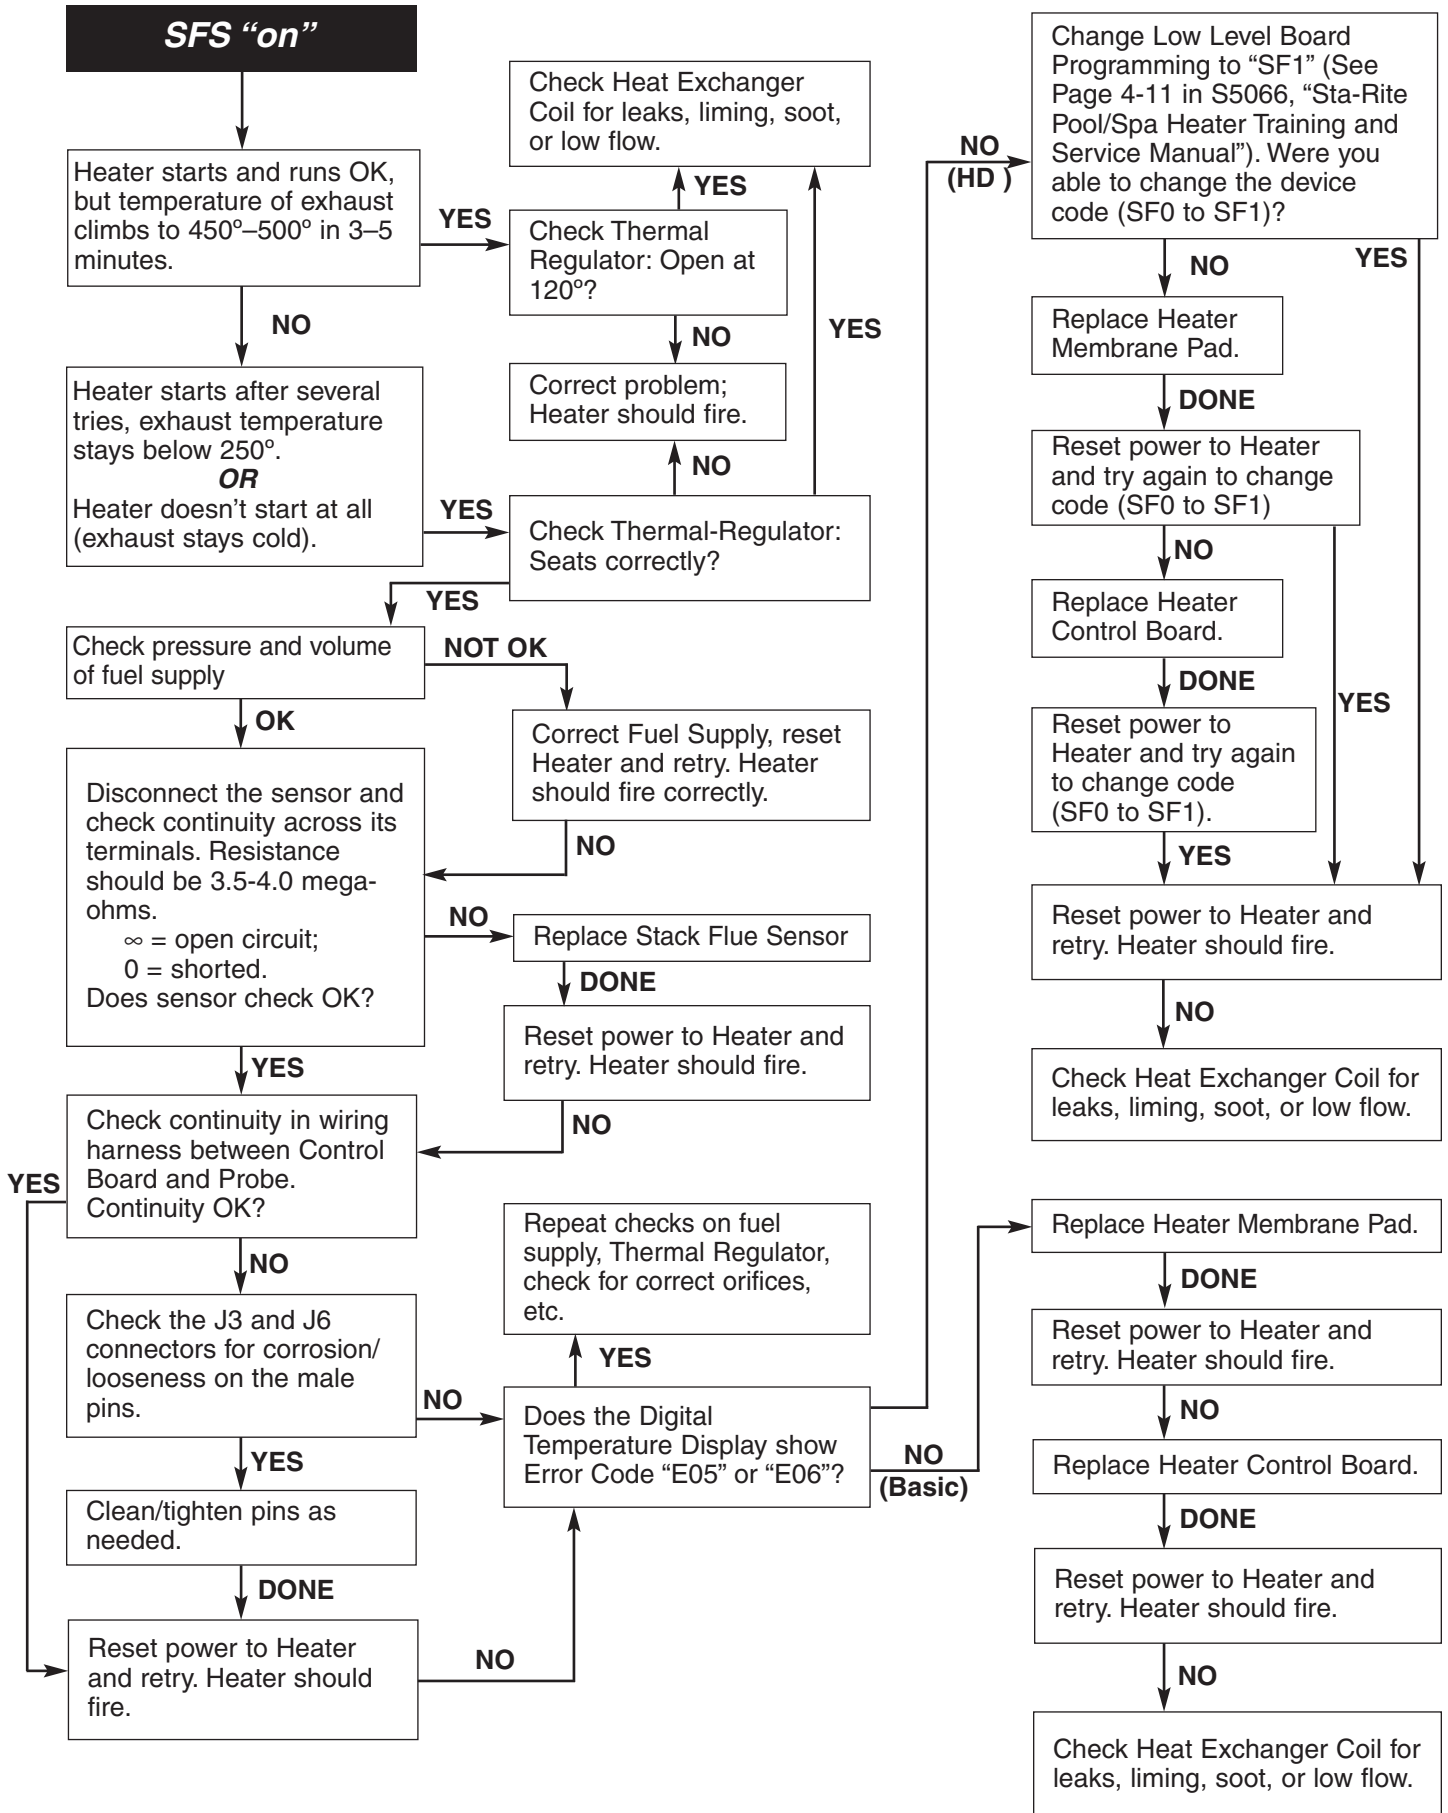 SFS “on”
Heater starts and runs OK,
but temperature of exhaust
climbs to 450º–500º in 3–5
minutes.
YES
NO
Check Heat Exchanger
Coil for leaks, liming, soot,
or low flow.
YES
Check Thermal
Regulator: Open at
120º?
NO
YES
Correct problem;
Heater should fire.
NO
Heater starts after several
tries, exhaust temperature
stays below 250º.
OR
Heater doesn’t start at all
(exhaust stays cold).
YES
Check Thermal-Regulator:
Seats correctly?
YES
Check pressure and volume
of fuel supply
NOT OK
OK
Correct Fuel Supply, reset
Heater and retry. Heater
should fire correctly.
NO
Disconnect the sensor and
check continuity across its
terminals. Resistance
should be 3.5-4.0 mega-
ohms.
∞ = open circuit;
0 = shorted.
Does sensor check OK?
NO
Replace Stack Flue Sensor
DONE
Reset power to Heater and
retry. Heater should fire.
NO
YES
Check continuity in wiring
harness between Control
Board and Probe.
Continuity OK?
YES
NO
Check the J3 and J6
connectors for corrosion/
looseness on the male
pins.
NO
YES
Clean/tighten pins as
needed.
DONE
Reset power to Heater
and retry. Heater should
fire.
NO
Repeat checks on fuel
supply, Thermal Regulator,
check for correct orifices,
etc.
YES
Does the Digital
Temperature Display show
Error Code “E05” or “E06”?
NO
(HD )
NO
(Basic)
Change Low Level Board
Programming to “SF1” (See
Page 4-11 in S5066, “Sta-Rite
Pool/Spa Heater Training and
Service Manual”). Were you
able to change the device
code (SF0 to SF1)?
NO
YES
Replace Heater
Membrane Pad.
DONE
Reset power to Heater
and try again to change
code (SF0 to SF1)
NO
YES
Replace Heater
Control Board.
DONE
Reset power to
Heater and try again
to change code
(SF0 to SF1).
YES
Reset power to Heater and
retry. Heater should fire.
NO
Check Heat Exchanger Coil for
leaks, liming, soot, or low flow.
Replace Heater Membrane Pad.
DONE
Reset power to Heater and
retry. Heater should fire.
NO
Replace Heater Control Board.
DONE
Reset power to Heater and
retry. Heater should fire.
NO
Check Heat Exchanger Coil for
leaks, liming, soot, or low flow.